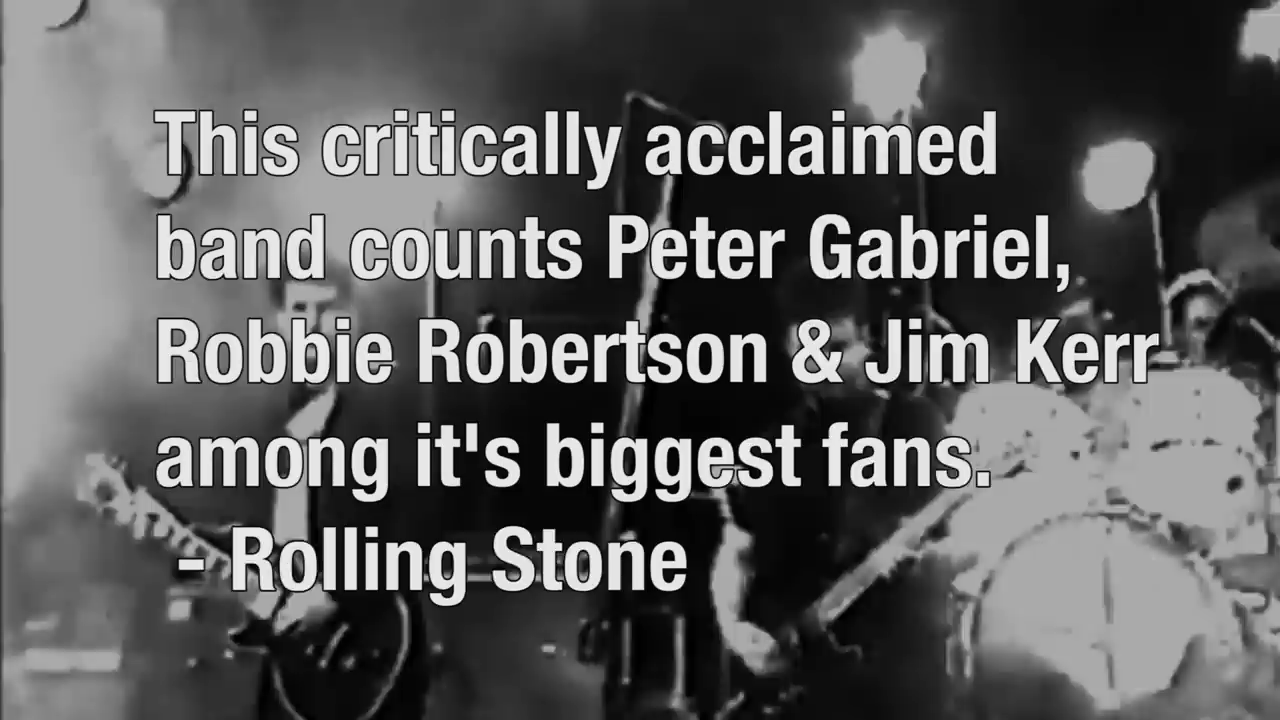 This critically acclaimed
band counts Peter Gabriel,
Robbie Robertson & Jim Kerr
among it's biggest fans.
- Rolling Stone